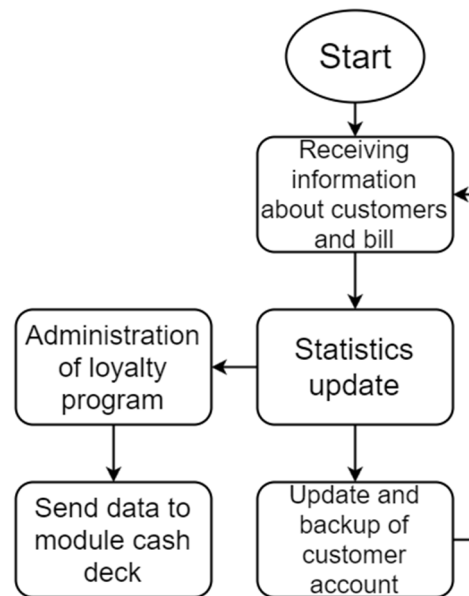 Start
Receiving
information
about customers
and bill
Administration
of loyalty
program
Statistics
update
Send data to
module cash
deck
Update and
backup of
customer
account